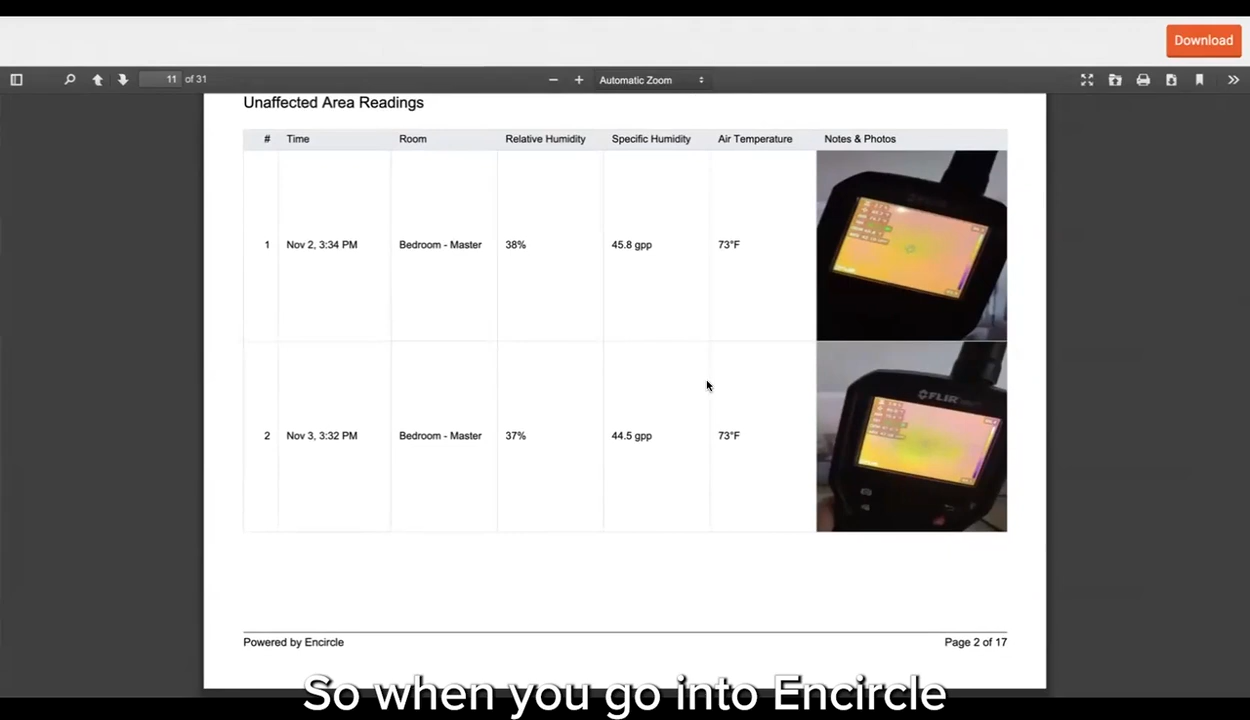 Download
11 of 31
Automatic Zoom
Unaffected Area Readings
# Time Room Relative Humidity Specific Humidity Air Temperature Notes & Photos
1 Nov 2, 3:34 PM Bedroom - Master 38% 45.8 gpp 73°F
2 Nov 3, 3:32 PM Bedroom - Master 37% 44.5 gpp 73°F
FLIR
Powered by Encircle Page 2 of 17
So when you go into Encircle